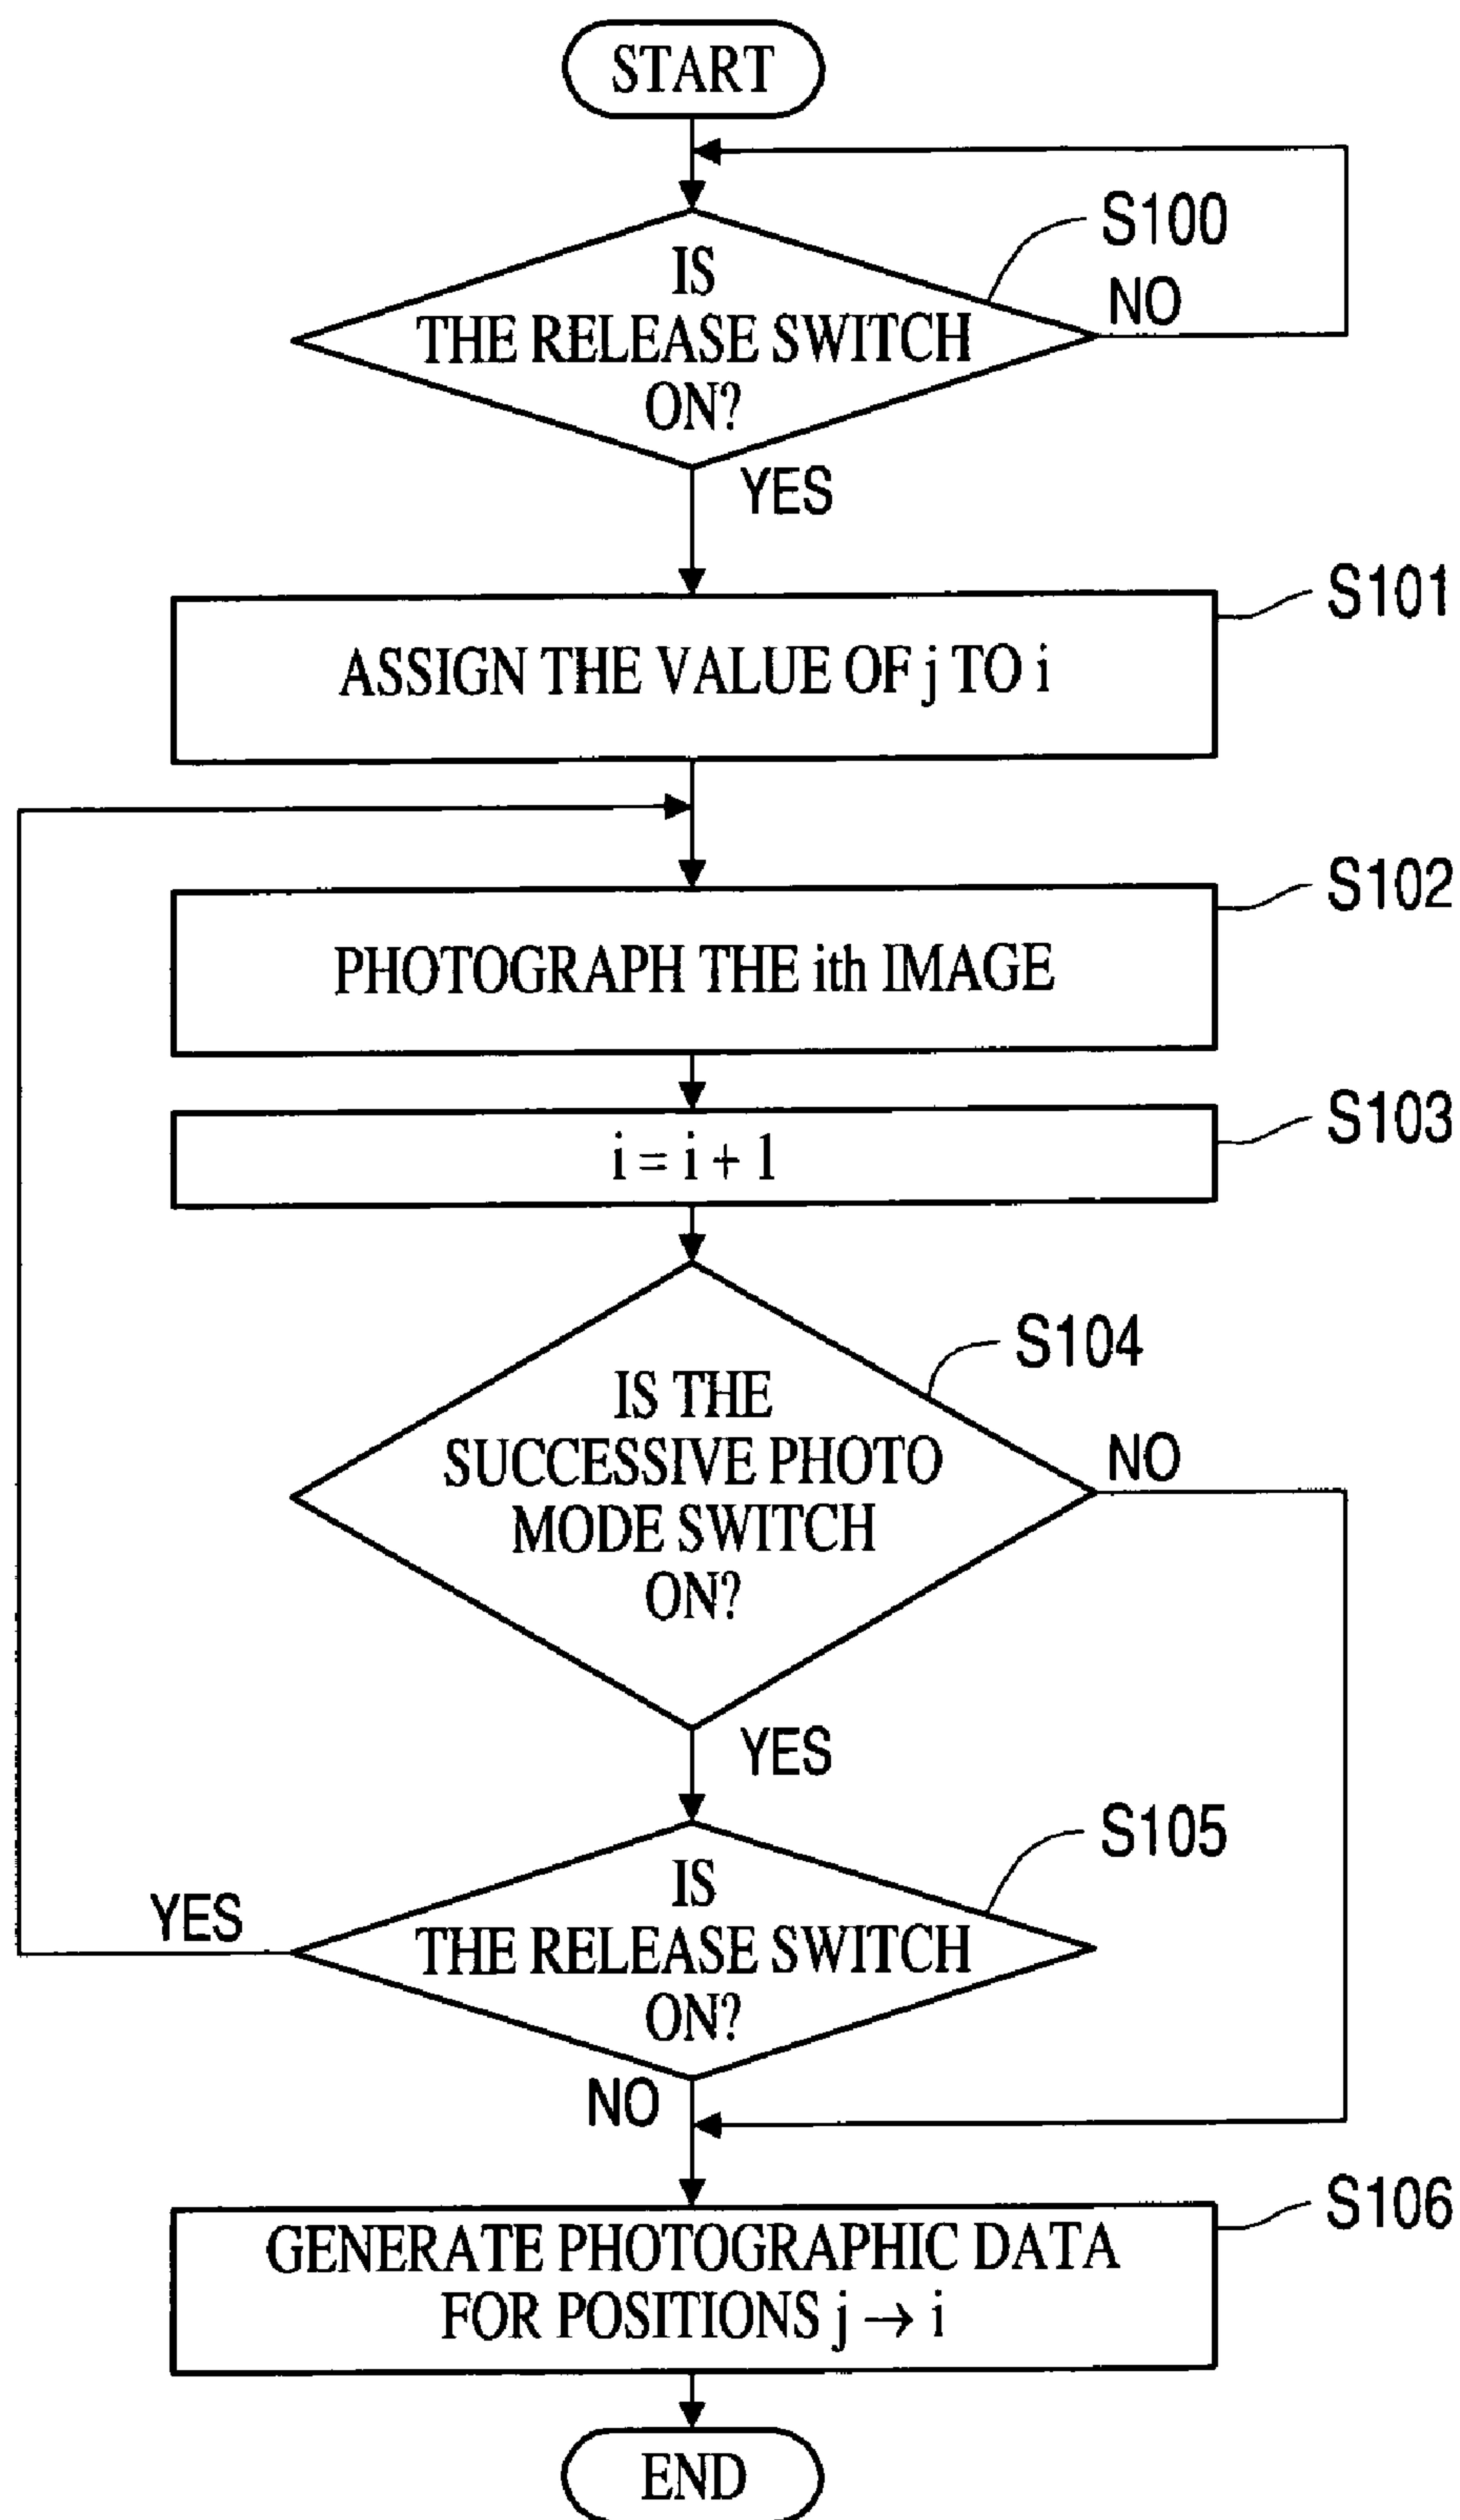 START
S100
IS
THE RELEASE SWITCH
ON?
NO
YES
S101
ASSIGN THE VALUE OF j TO i
S102
PHOTOGRAPH THE ith IMAGE
S103
i = i + 1
S104
IS THE
SUCCESSIVE PHOTO
MODE SWITCH
ON?
NO
YES
S105
IS
THE RELEASE SWITCH
ON?
YES
NO
S106
GENERATE PHOTOGRAPHIC DATA
FOR POSITIONS j → i
END